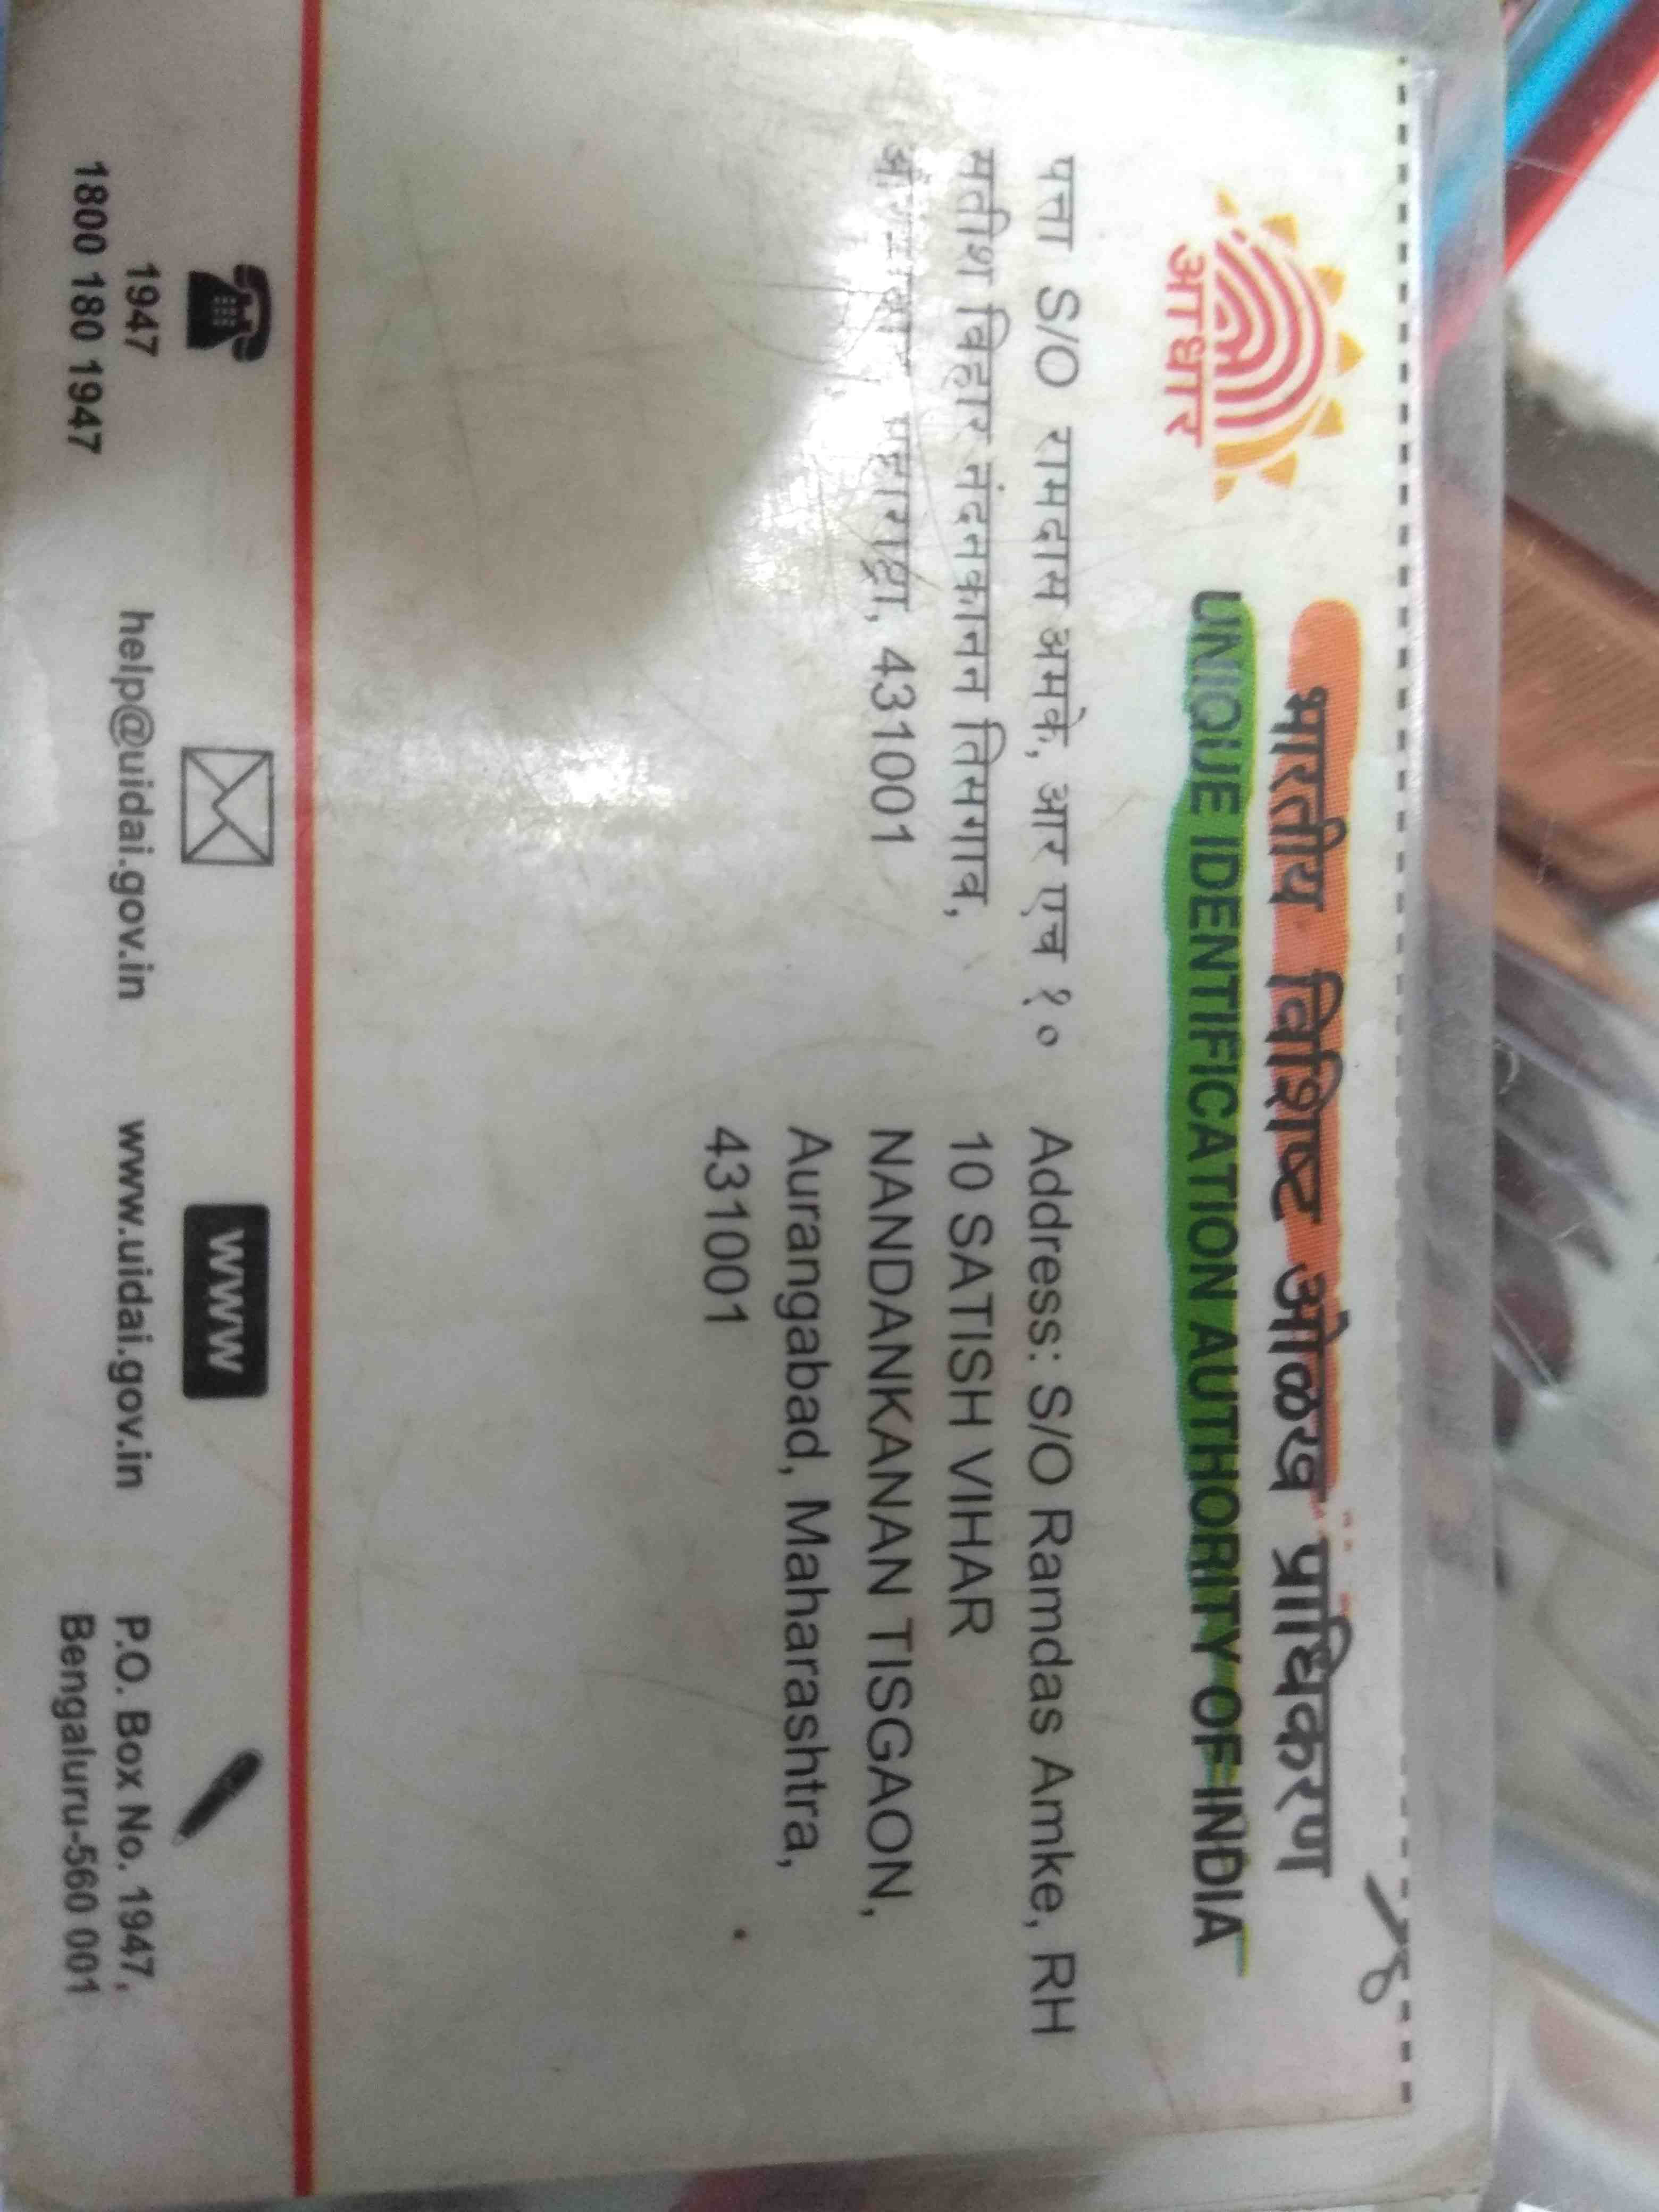 भारतीय विशिष्ट ओळख प्राधिकरण
UNIQUE IDENTIFICATION AUTHORITY OF INDIA
आधार
पत्ता S/O रामदास अमके, आर एच १०
सतीश विहार नंदनकानन तिसगाव,
महाराष्ट्रा, 431001
Address: S/O Ramdas Amke, RH
10 SATISH VIHAR
NANDANKANAN TISGAON,
Aurangabad, Maharashtra,
431001
1947
1800 180 1947
help@uidai.gov.in
www
www.uidai.gov.in
P.O. Box No. 1947,
Bengaluru-560 001